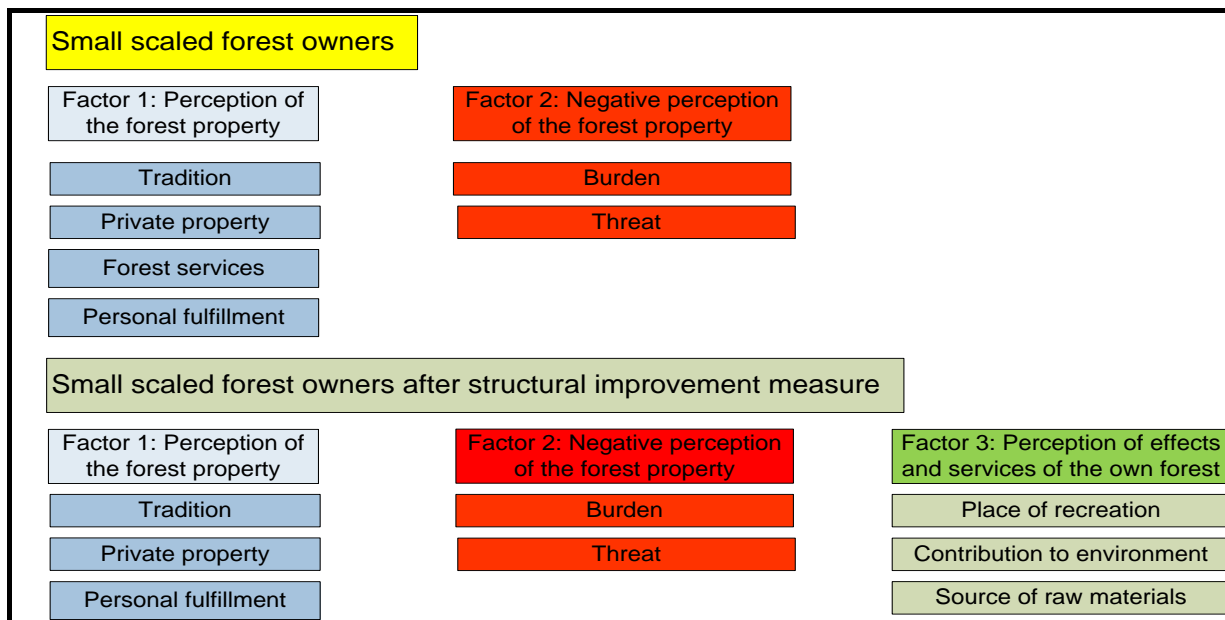 Small scaled forest owners
Factor 1: Perception of
the forest property
Factor 2: Negative perception
of the forest property
Tradition
Burden
Private property
Threat
Forest services
Personal fulfillment
Small scaled forest owners after structural improvement measure
Factor 1: Perception of
the forest property
Factor 2: Negative perception
of the forest property
Factor 3: Perception of effects
and services of the own forest
Tradition
Burden
Place of recreation
Private property
Threat
Contribution to environment
Personal fulfillment
Source of raw materials